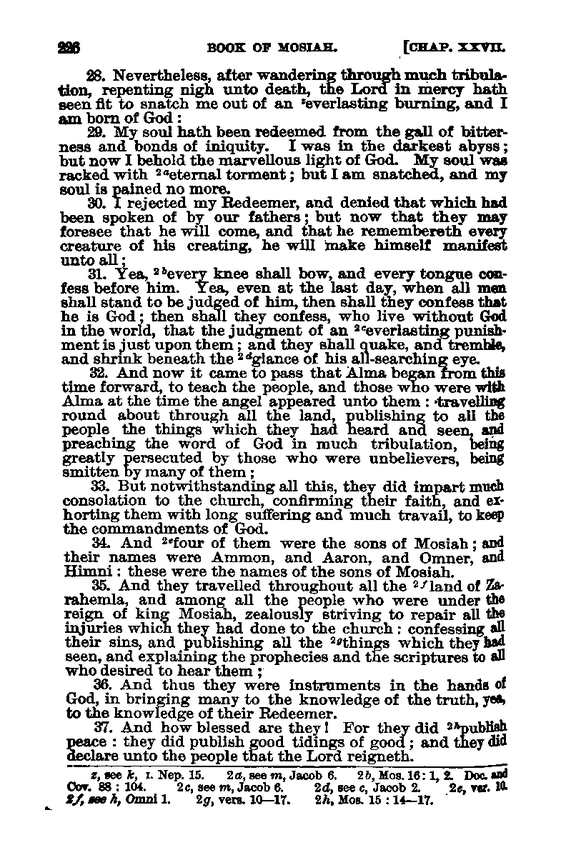 226 BOOK OF MOSIAH. [CHAP. XXVII.
28. Nevertheless, after wandering through much tribula-
tion, repenting nigh unto death, the Lord in mercy hath
seen fit to snatch me out of an ᶻeverlasting burning, and I
am born of God :
29. My soul hath been redeemed from the gall of bitter-
ness and bonds of iniquity. I was in the darkest abyss;
but now I behold the marvellous light of God. My soul was
racked with ²ᵃeternal torment; but I am snatched, and my
soul is pained no more.
30. I rejected my Redeemer, and denied that which had
been spoken of by our fathers; but now that they may
foresee that he will come, and that he remembereth every
creature of his creating, he will make himself manifest
unto all;
31. Yea, ²ᵇevery knee shall bow, and every tongue con-
fess before him. Yea, even at the last day, when all men
shall stand to be judged of him, then shall they confess that
he is God; then shall they confess, who live without God
in the world, that the judgment of an ²ᶜeverlasting punish-
ment is just upon them; and they shall quake, and tremble,
and shrink beneath the ²ᵈglance of his all-searching eye.
32. And now it came to pass that Alma began from this
time forward, to teach the people, and those who were with
Alma at the time the angel appeared unto them : travelling
round about through all the land, publishing to all the
people the things which they had heard and seen, and
preaching the word of God in much tribulation, being
greatly persecuted by those who were unbelievers, being
smitten by many of them;
33. But notwithstanding all this, they did impart much
consolation to the church, confirming their faith, and ex-
horting them with long suffering and much travail, to keep
the commandments of God.
34. And ²ᵉfour of them were the sons of Mosiah; and
their names were Ammon, and Aaron, and Omner, and
Himni : these were the names of the sons of Mosiah.
35. And they travelled throughout all the ²ᶠland of Za-
rahemla, and among all the people who were under the
reign of king Mosiah, zealously striving to repair all the
injuries which they had done to the church : confessing all
their sins, and publishing all the ²ᵍthings which they had
seen, and explaining the prophecies and the scriptures to all
who desired to hear them;
36. And thus they were instruments in the hands of
God, in bringing many to the knowledge of the truth, yea,
to the knowledge of their Redeemer.
37. And how blessed are they! For they did ²ʰpublish
peace : they did publish good tidings of good; and they did
declare unto the people that the Lord reigneth.
z, see k, I. Nep. 15. 2a, see m, Jacob 6. 2b, Mos. 16: 1, 2. Doc. and
Cov. 88 : 104. 2c, see m, Jacob 6. 2d, see c, Jacob 2. 2e, ver. 10.
2f, see h, Omni 1. 2g, vers. 10—17. 2h, Mos. 15 : 14—17.